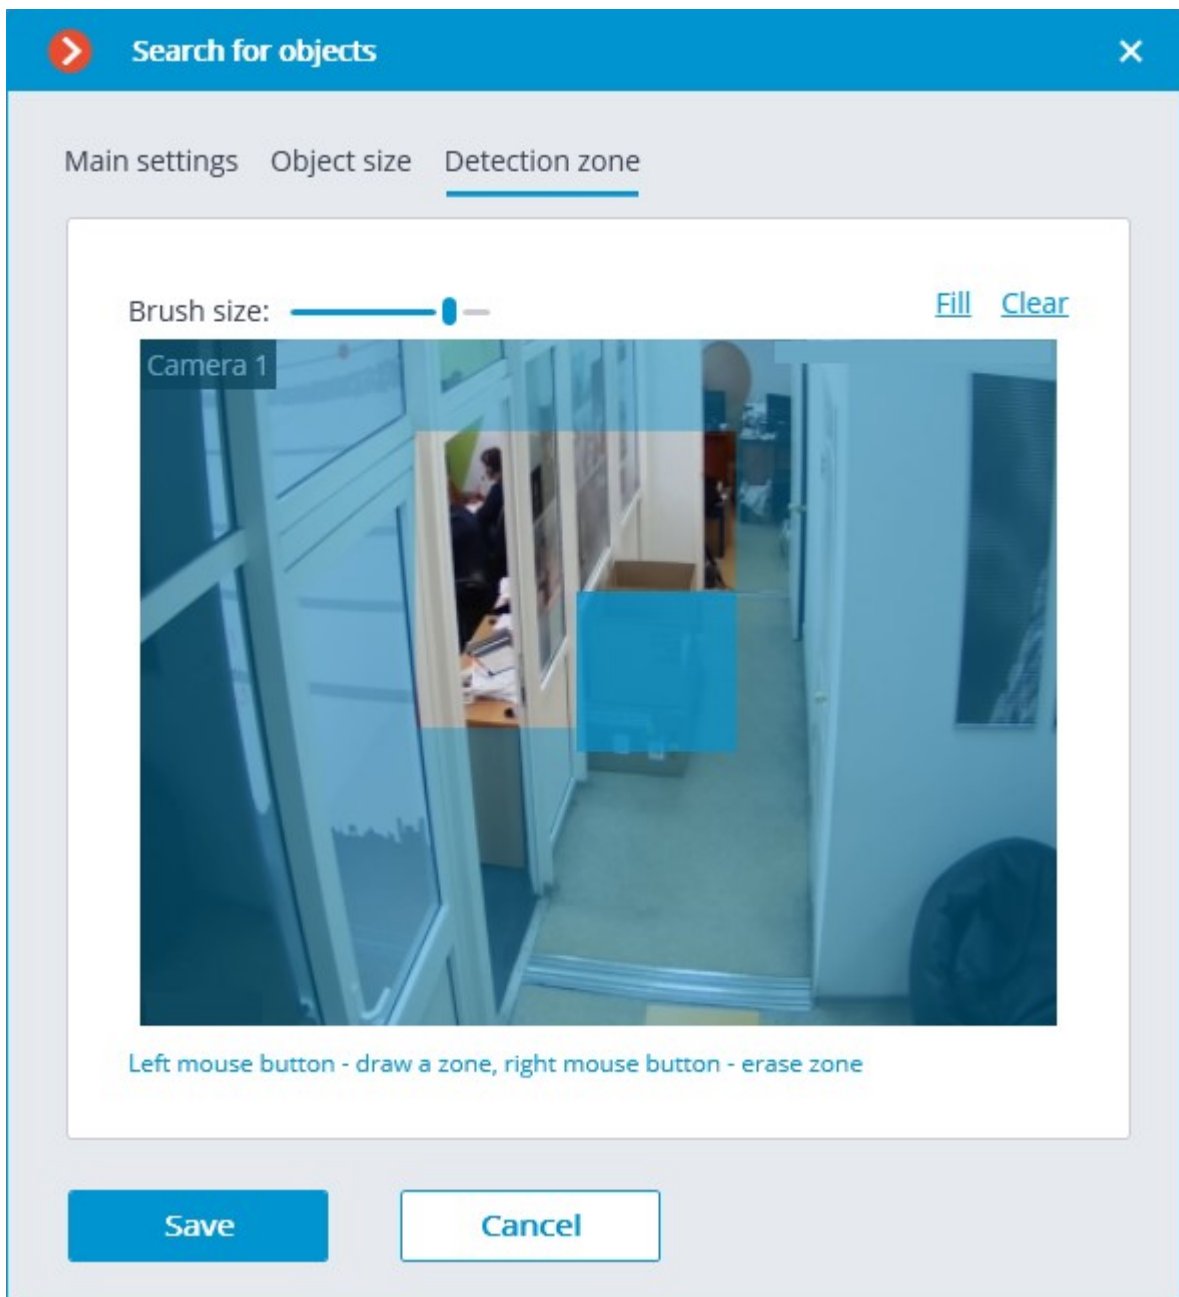 Search for objects
Main settings Object size Detection zone
Brush size: Fill Clear
Camera 1
Left mouse button - draw a zone, right mouse button - erase zone
Save Cancel